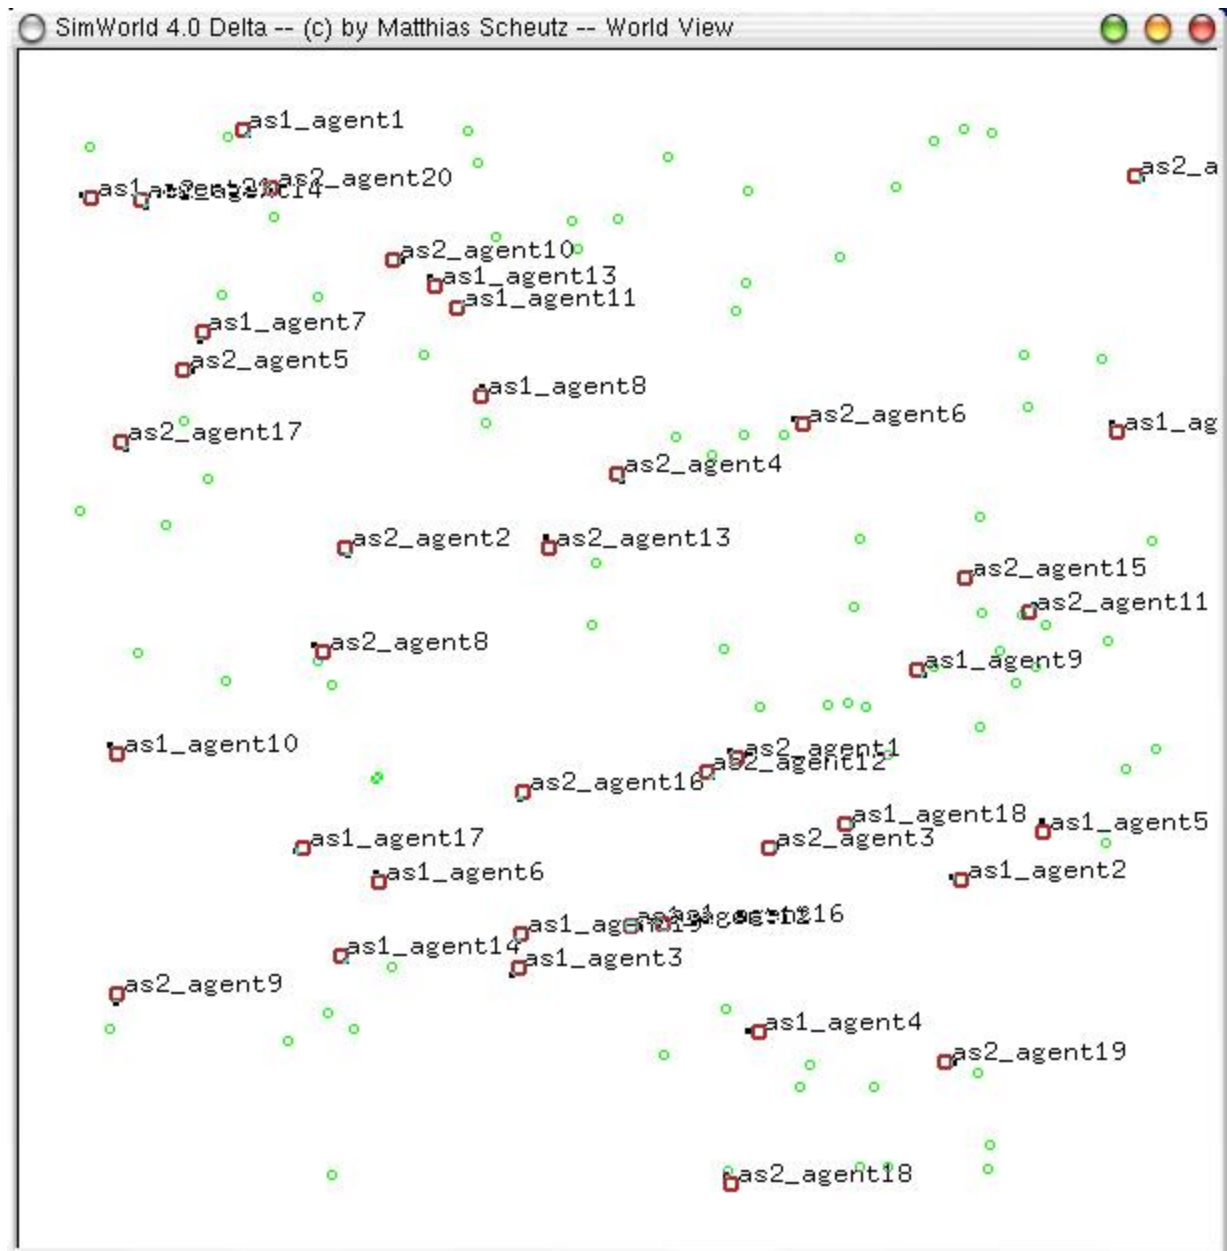 SimWorld 4.0 Delta -- (c) by Matthias Scheutz -- World View
as1_agent1
as2_a
as2_agent20
as2_agent10
as1_agent13
as1_agent11
as1_agent7
as2_agent5
as1_agent8
as2_agent6
as1_ag
as2_agent17
as2_agent4
as2_agent2
as2_agent13
as2_agent15
as2_agent11
as2_agent8
as1_agent9
as1_agent10
as2_agent1
as2_agent12
as2_agent16
as1_agent18
as1_agent5
as1_agent17
as2_agent3
as1_agent6
as1_agent2
as1_agent14
as1_agent3
as2_agent9
as1_agent4
as2_agent19
as2_agent18